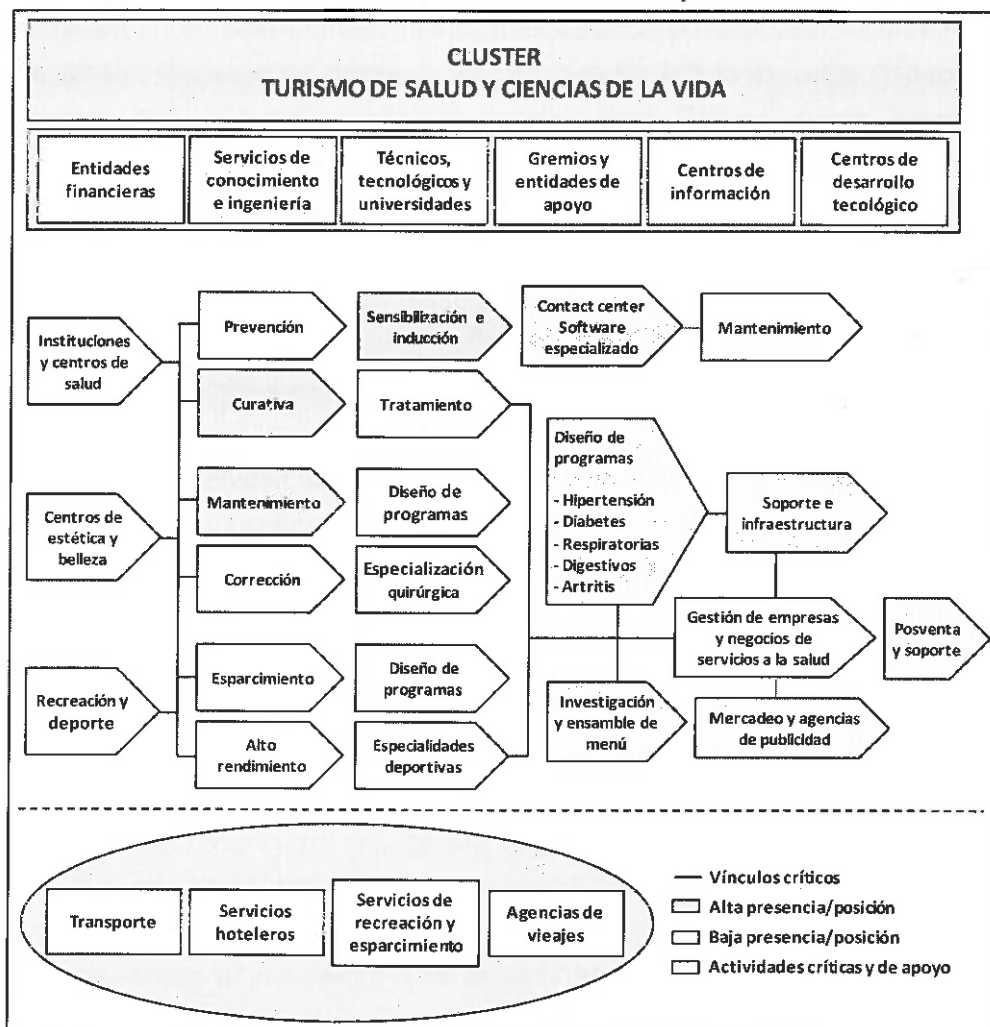 CLUSTER
TURISMO DE SALUD Y CIENCIAS DE LA VIDA
Entidades
financieras
Servicios de
conocimiento
e ingeniería
Técnicos,
tecnológicos y
universidades
Gremios y
entidades de
apoyo
Centros de
información
Centros de
desarrollo
tecológico
Instituciones
y centros de
salud
Prevención
Sensibilización e
inducción
Contact center
Software
especializado
Mantenimiento
Curativa
Tratamiento
Centros de
estética y
belleza
Mantenimiento
Diseño de
programas
Corrección
Especialización
quirúrgica
Diseño de
programas
- Hipertensión
- Diabetes
- Respiratorias
- Digestivos
- Artritis
Soporte e
infraestructura
Gestión de empresas
y negocios de
servicios a la salud
Posventa
y soporte
Recreación y
deporte
Esparcimiento
Diseño de
programas
Alto
rendimiento
Especialidades
deportivas
Investigación
y ensamble de
menú
Mercadeo y agencias
de publicidad
Transporte
Servicios
hoteleros
Servicios de
recreación y
esparcimiento
Agencias de
vieajes
Vínculos críticos
Alta presencia/posición
Baja presencia/posición
Actividades críticas y de apoyo